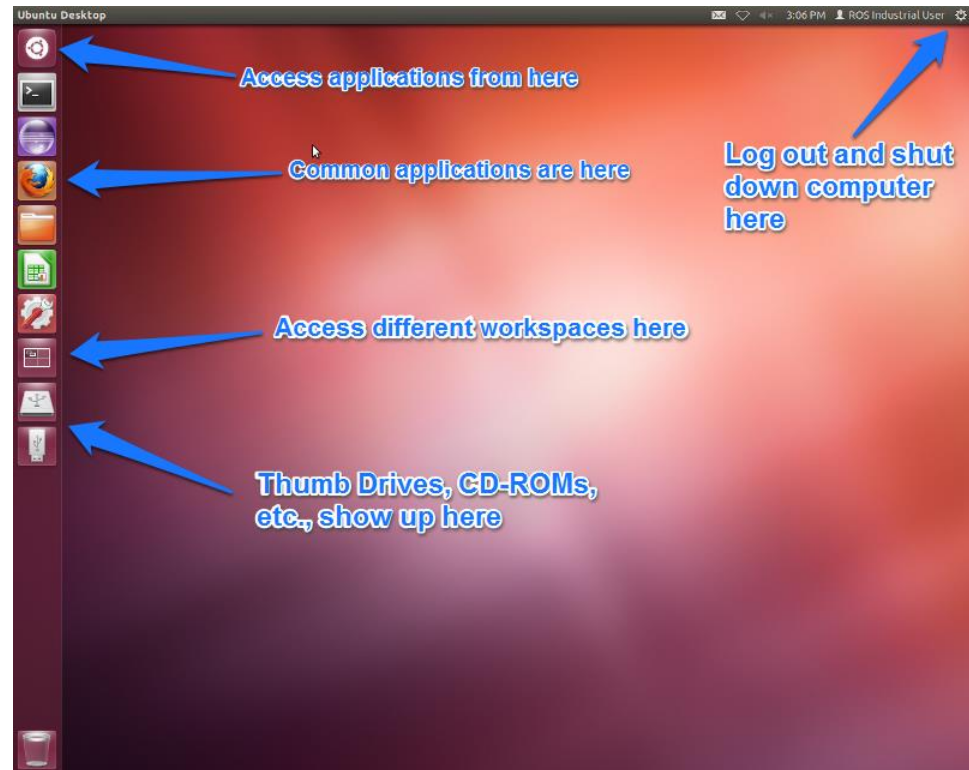 Ubuntu Desktop
3:06 PM ROS Industrial User
Access applications from here
Common applications are here
Log out and shut
down computer
here
Access different workspaces here
Thumb Drives, CD-ROMs,
etc., show up here